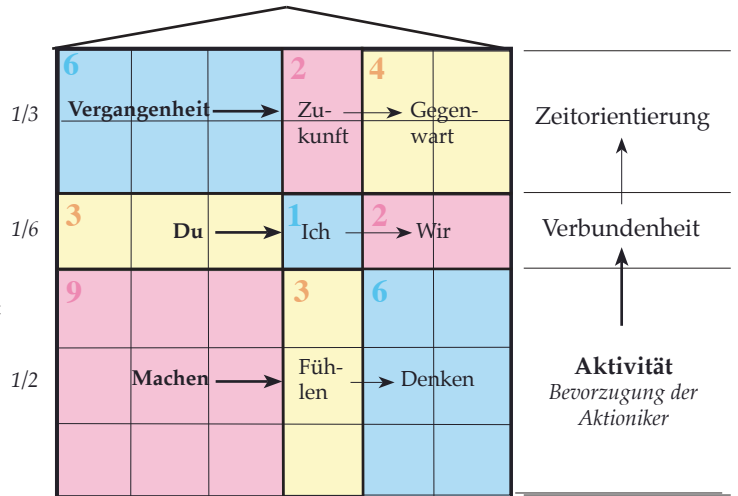 6 2 4
1/3 Vergangenheit Zu- Gegen- Zeitorientierung
kunft wart
3 1 2
1/6 Du Ich Wir Verbundenheit
9 3 6
1/2 Machen Füh- Denken Aktivität
len Bevorzugung der
Aktioniker